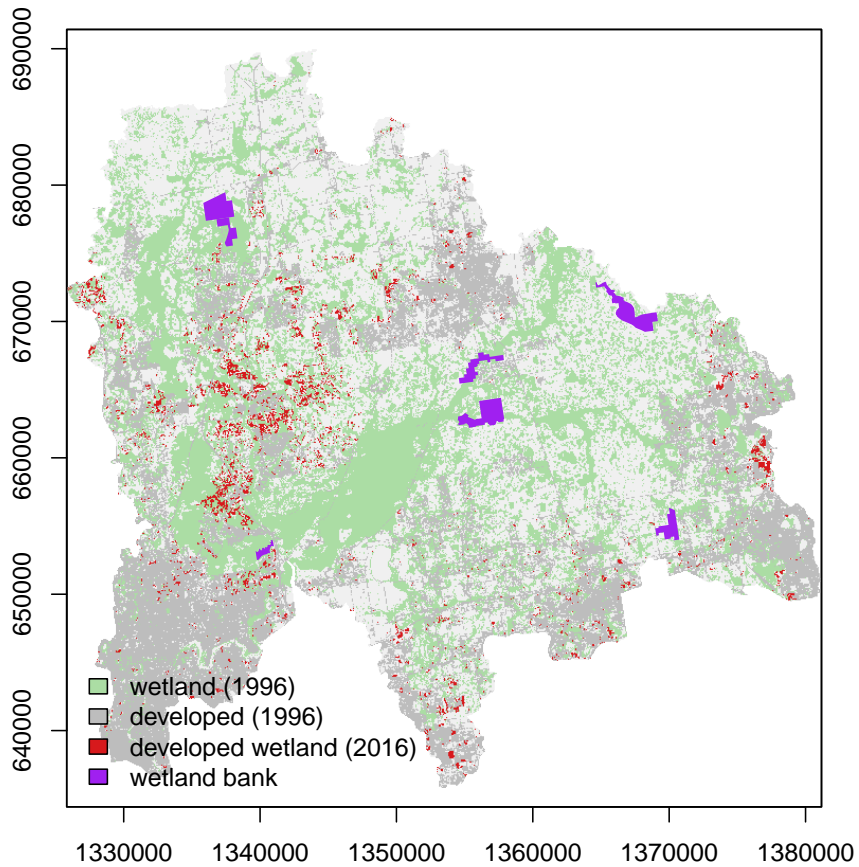 690000
680000
670000
660000
650000
640000
wetland (1996)
developed (1996)
developed wetland (2016)
wetland bank
1330000 1340000 1350000 1360000 1370000 1380000